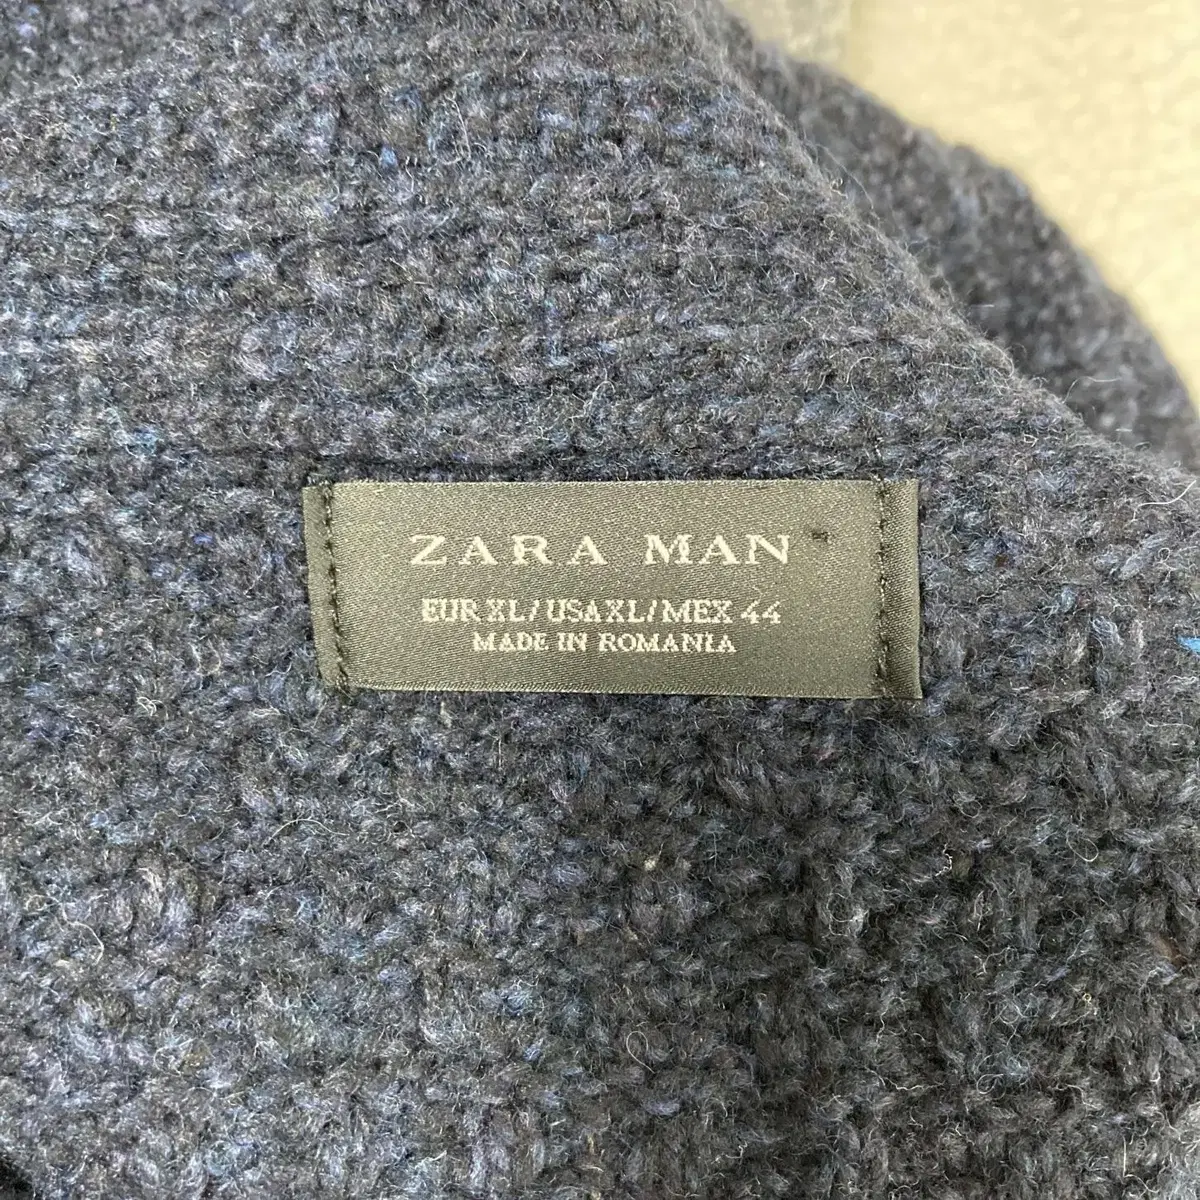 ZARA MAN
EUR XL/USA XL/MEX 44
MADE IN ROMANIA